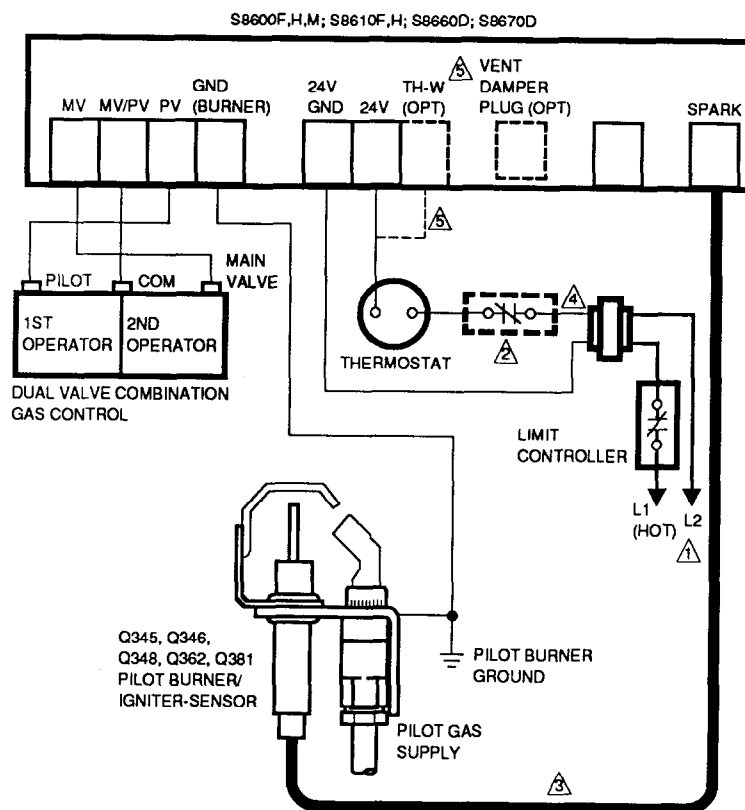 S8600F,H,M; S8610F,H; S8660D; S8670D
MV
MV/PV
PV
GND
(BURNER)
24V
GND
24V
TH-W
(OPT)
5
VENT
DAMPER
PLUG (OPT)
SPARK
5
PILOT
COM
MAIN
VALVE
1ST
OPERATOR
2ND
OPERATOR
DUAL VALVE COMBINATION
GAS CONTROL
THERMOSTAT
2
4
LIMIT
CONTROLLER
L1
(HOT)
L2
1
Q345, Q346,
Q348, Q362, Q381
PILOT BURNER/
IGNITER-SENSOR
PILOT BURNER
GROUND
PILOT GAS
SUPPLY
3